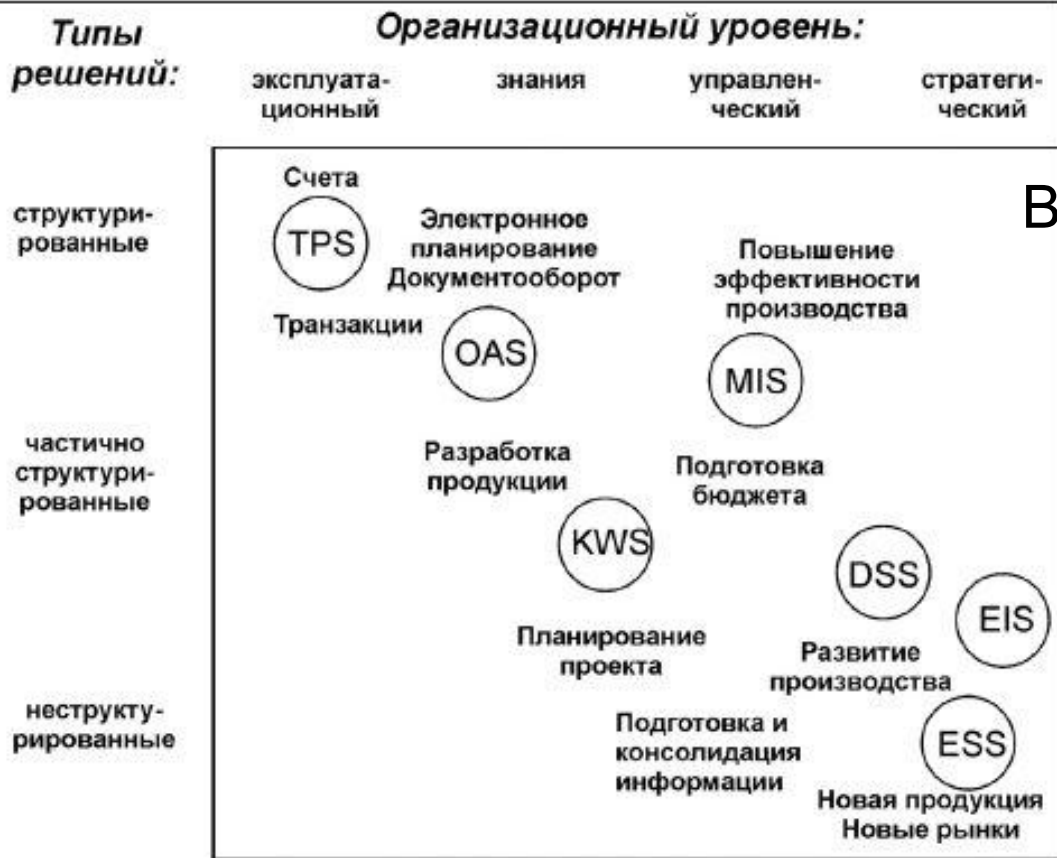 Типы
решений:
Организационный уровень:
эксплуата-
ционный
знания
управлен-
ческий
стратеги-
ческий
структури-
рованные
Счета
TPS
Транзакции
Электронное
планирование
Документооборот
OAS
Повышение
эффективности
производства
MIS
В
частично
структури-
рованные
Разработка
продукции
KWS
Подготовка
бюджета
DSS
EIS
Планирование
проекта
Развитие
производства
неструкту-
рированные
Подготовка и
консолидация
информации
ESS
Новая продукция
Новые рынки